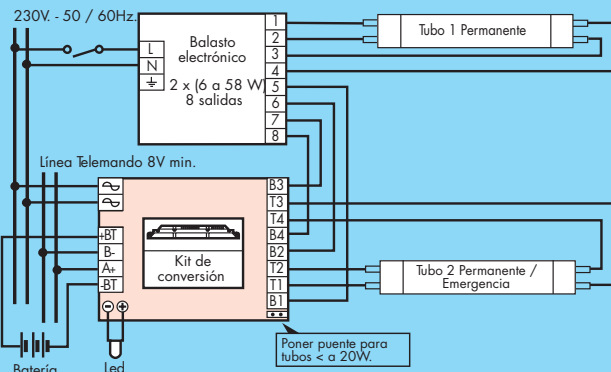 230V. - 50 / 60Hz.
L
N
Balasto
electrónico
2 x (6 a 58 W)
8 salidas
1
2
3
4
5
6
7
8
Tubo 1 Permanente
Línea Telemando 8V min.
+BT
B-
A+
-BT
Kit de
conversión
B3
T3
T4
B4
B2
T2
T1
B1
Tubo 2 Permanente /
Emergencia
Poner puente para
tubos < a 20W.
Batería
Led